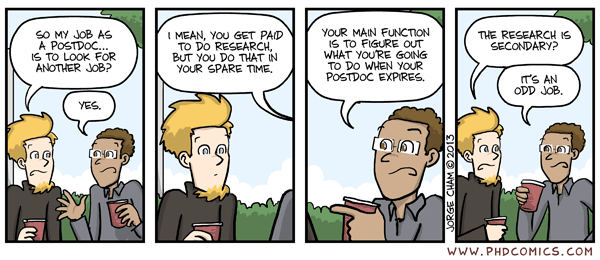 SO MY JOB AS
A POSTDOC...
IS TO LOOK FOR
ANOTHER JOB?
YES.
I MEAN, YOU GET PAID
TO DO RESEARCH,
BUT YOU DO THAT IN
YOUR SPARE TIME.
YOUR MAIN FUNCTION
IS TO FIGURE OUT
WHAT YOU'RE GOING
TO DO WHEN YOUR
POSTDOC EXPIRES.
JORGE CHAM © 2013
THE RESEARCH IS
SECONDARY?
IT'S AN
ODD JOB.
WWW.PHDCOMICS.COM